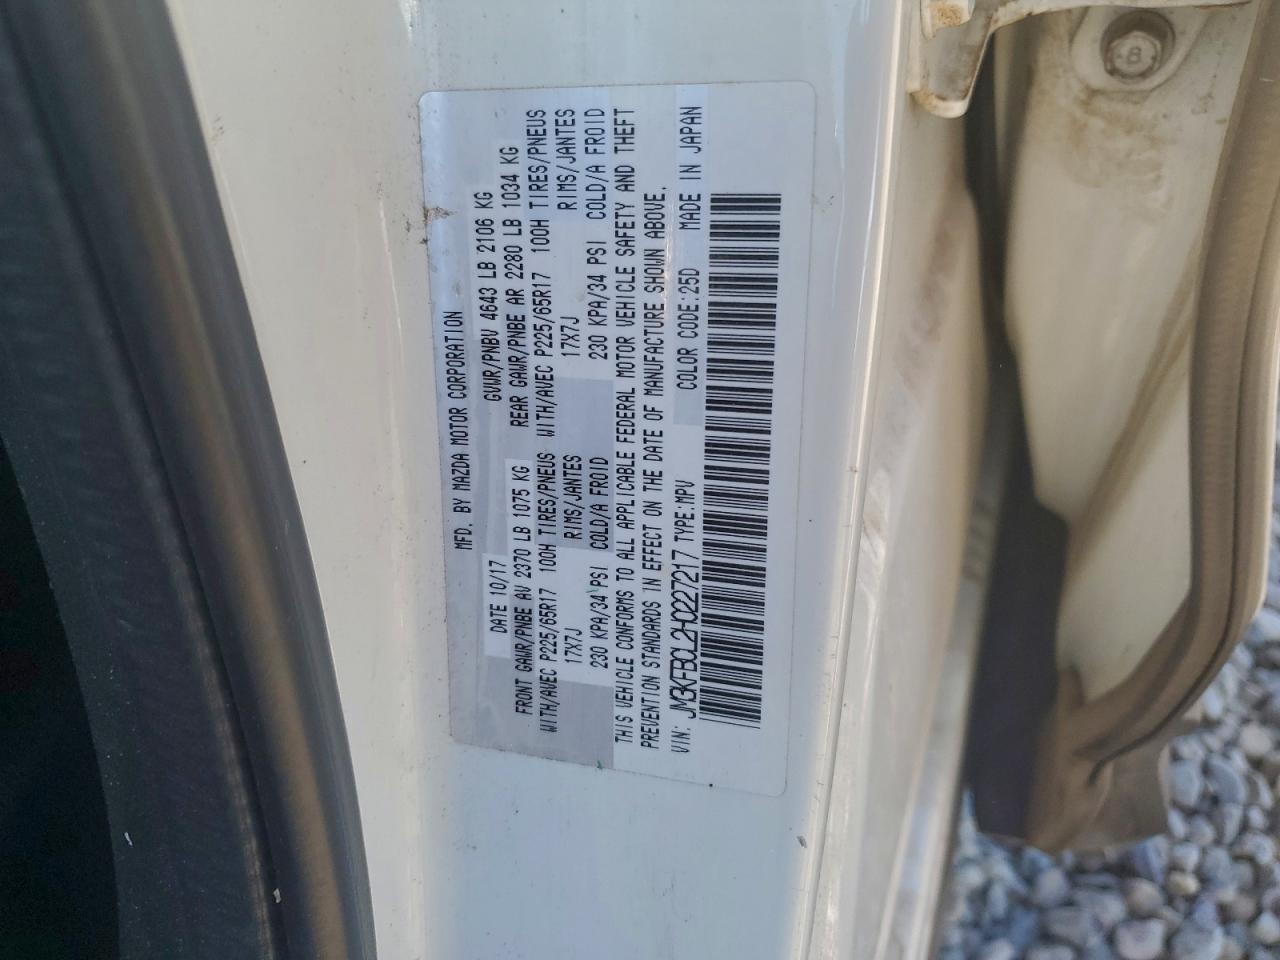 MFD. BY MAZDA MOTOR CORPORATION
DATE 10/17 GVWR/PNBV 4643 LB 2106 KG
FRONT GAWR/PNBE AV 2370 LB 1075 KG REAR GAWR/PNBE AR 2280 LB 1034 KG
WITH/AVEC P225/65R17 100H TIRES/PNEUS WITH/AVEC P225/65R17 100H TIRES/PNEUS
17X7J RIMS/JANTES 17X7J RIMS/JANTES
230 KPA/34 PSI COLD/A FROID 230 KPA/34 PSI COLD/A FROID
THIS VEHICLE CONFORMS TO ALL APPLICABLE FEDERAL MOTOR VEHICLE SAFETY AND THEFT
PREVENTION STANDARDS IN EFFECT ON THE DATE OF MANUFACTURE SHOWN ABOVE.
VIN: JM3KFBCL2H0227217 TYPE:MPV COLOR CODE:25D MADE IN JAPAN
8